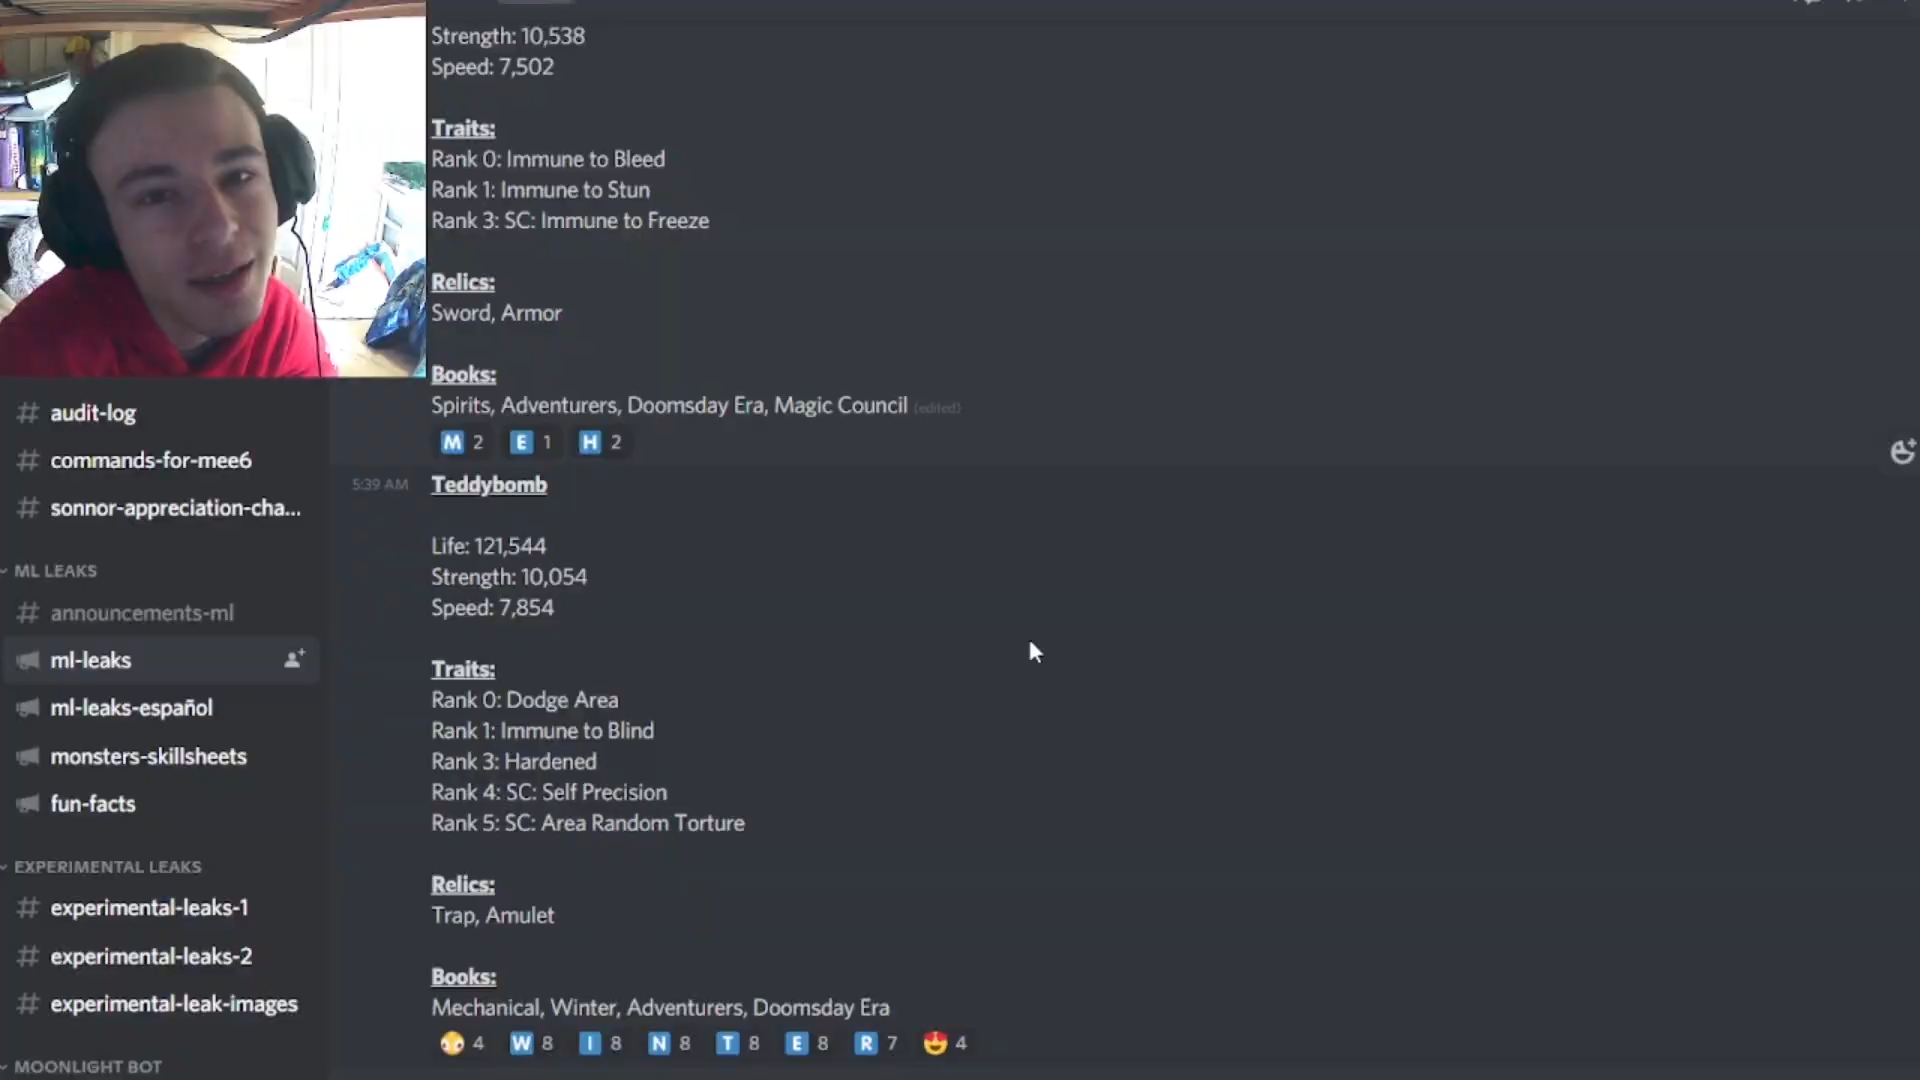 Strength: 10,538
Speed: 7,502
Traits:
Rank 0: Immune to Bleed
Rank 1: Immune to Stun
Rank 3: SC: Immune to Freeze
Relics:
Sword, Armor
Books:
Spirits, Adventurers, Doomsday Era, Magic Council (edited)
M 2 E 1 H 2
5:39 AM Teddybomb
Life: 121,544
Strength: 10,054
Speed: 7,854
Traits:
Rank 0: Dodge Area
Rank 1: Immune to Blind
Rank 3: Hardened
Rank 4: SC: Self Precision
Rank 5: SC: Area Random Torture
Relics:
Trap, Amulet
Books:
Mechanical, Winter, Adventurers, Doomsday Era
4 W 8 I 8 N 8 T 8 E 8 R 7 4
# audit-log
# commands-for-mee6
# sonnor-appreciation-cha...
ML LEAKS
# announcements-ml
ml-leaks
ml-leaks-español
monsters-skillsheets
fun-facts
EXPERIMENTAL LEAKS
# experimental-leaks-1
# experimental-leaks-2
# experimental-leak-images
MOONLIGHT BOT